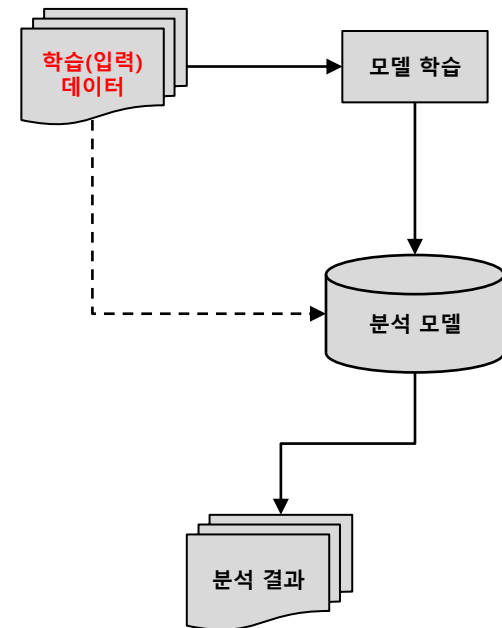 학습(입력)
데이터
모델 학습
분석 모델
분석 결과